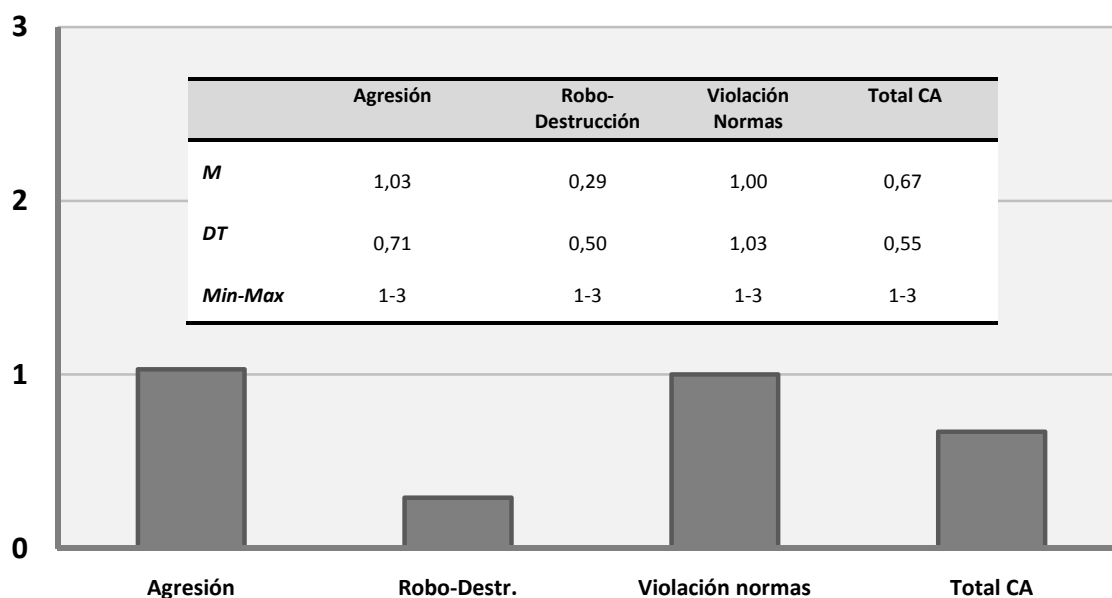 3
Agresión Robo- Violación Total CA
Destrucción Normas
M 1,03 0,29 1,00 0,67
2
DT 0,71 0,50 1,03 0,55
Min-Max 1-3 1-3 1-3 1-3
1
0
Agresión Robo-Destr. Violación normas Total CA